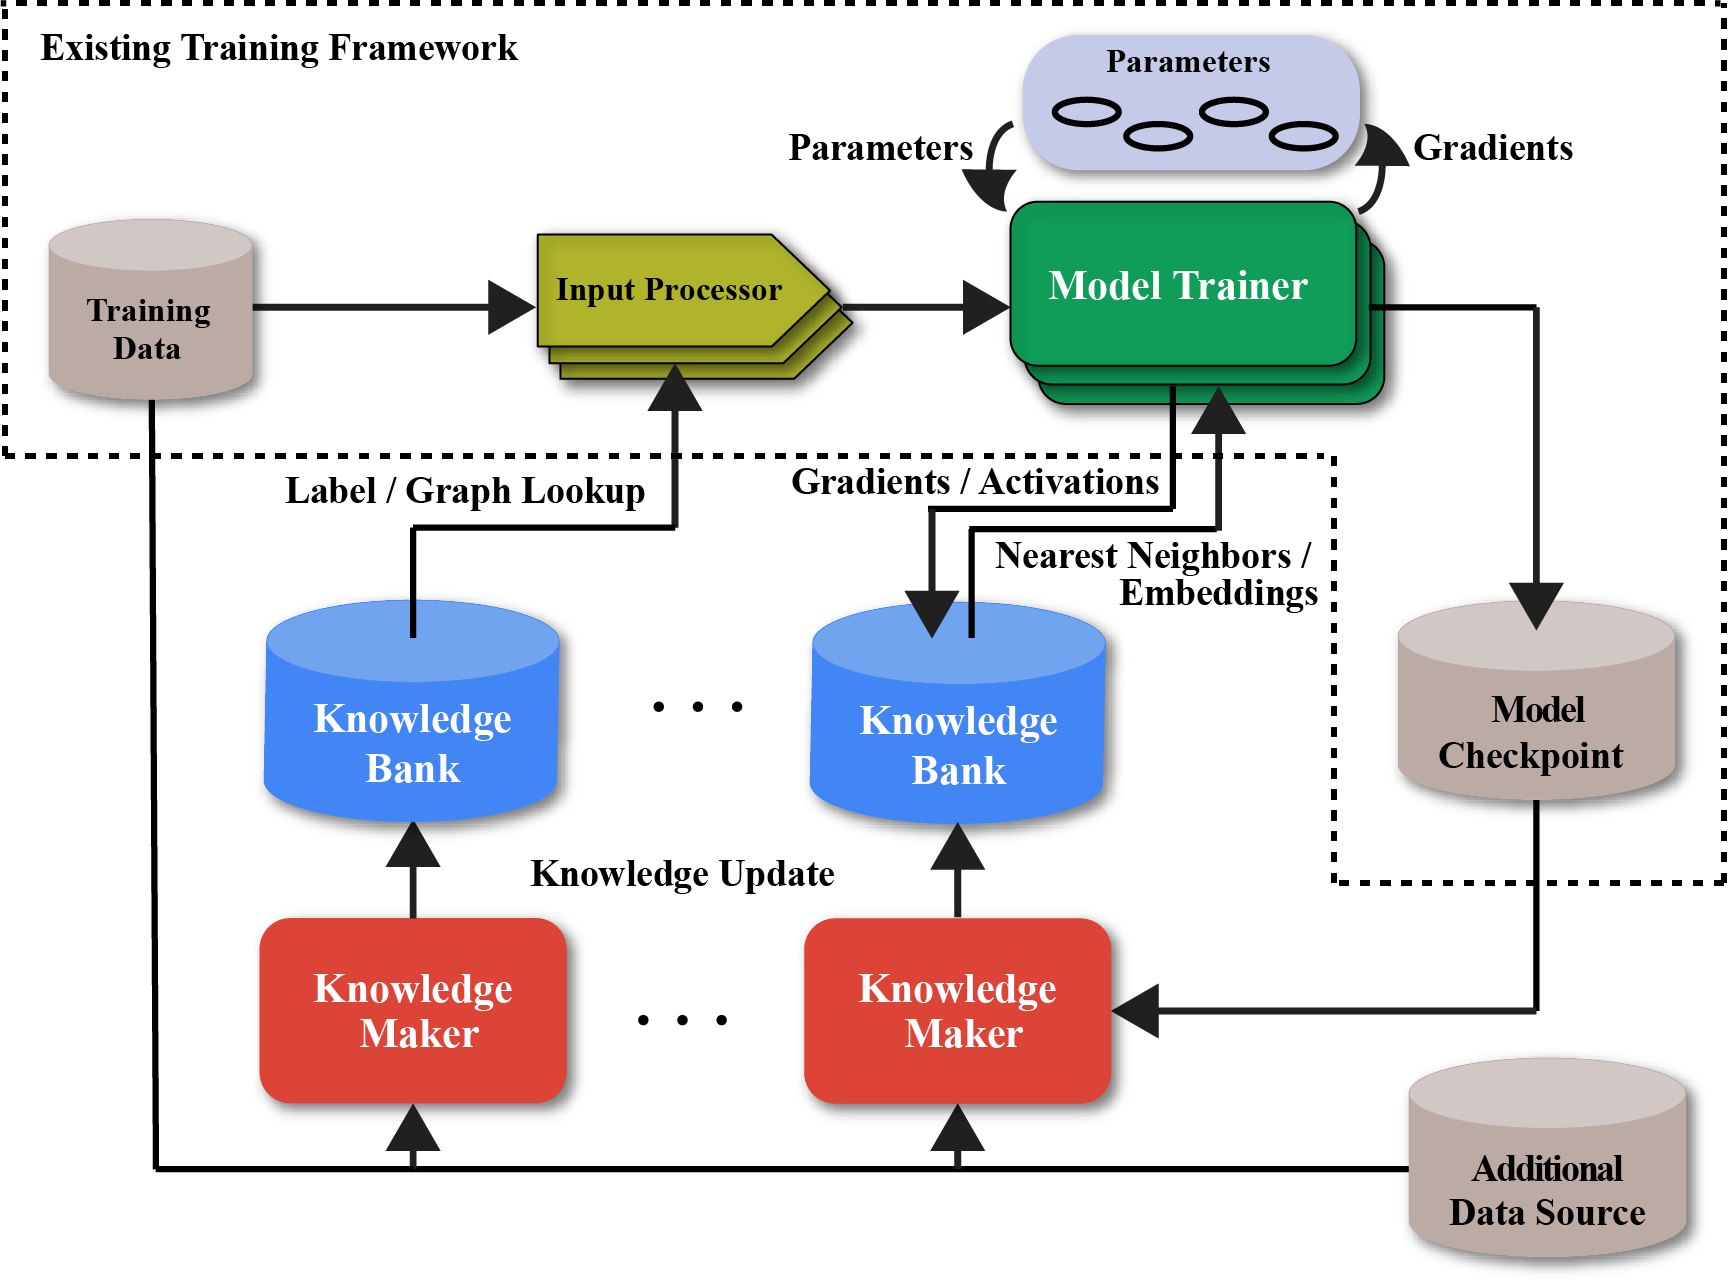 Existing Training Framework
Parameters
Parameters
Gradients
Training
Data
Input Processor
Model Trainer
Label / Graph Lookup
Gradients / Activations
Nearest Neighbors /
Embeddings
Knowledge
Bank
. . .
Knowledge
Bank
Model
Checkpoint
Knowledge Update
Knowledge
Maker
. . .
Knowledge
Maker
Additional
Data Source